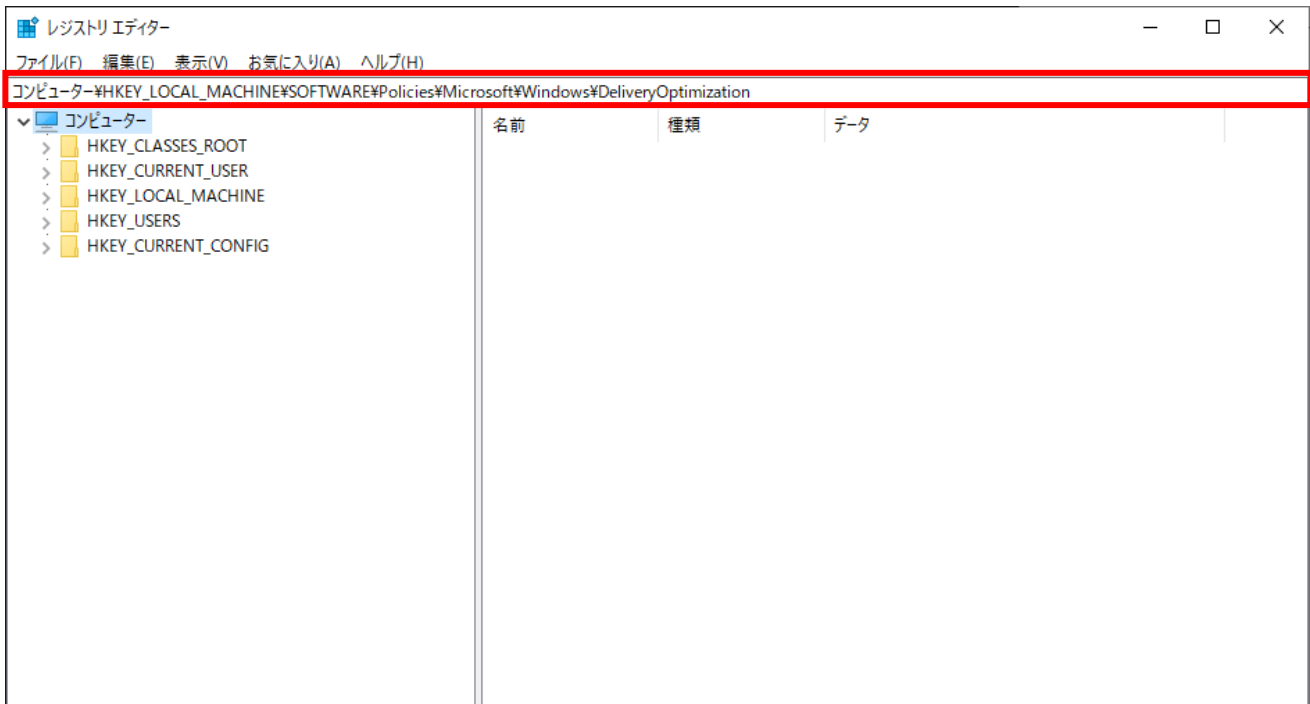 レジストリ エディター
ファイル(F) 編集(E) 表示(V) お気に入り(A) ヘルプ(H)
コンピューター¥HKEY_LOCAL_MACHINE¥SOFTWARE¥Policies¥Microsoft¥Windows¥DeliveryOptimization
コンピューター
HKEY_CLASSES_ROOT
HKEY_CURRENT_USER
HKEY_LOCAL_MACHINE
HKEY_USERS
HKEY_CURRENT_CONFIG
名前 種類 データ